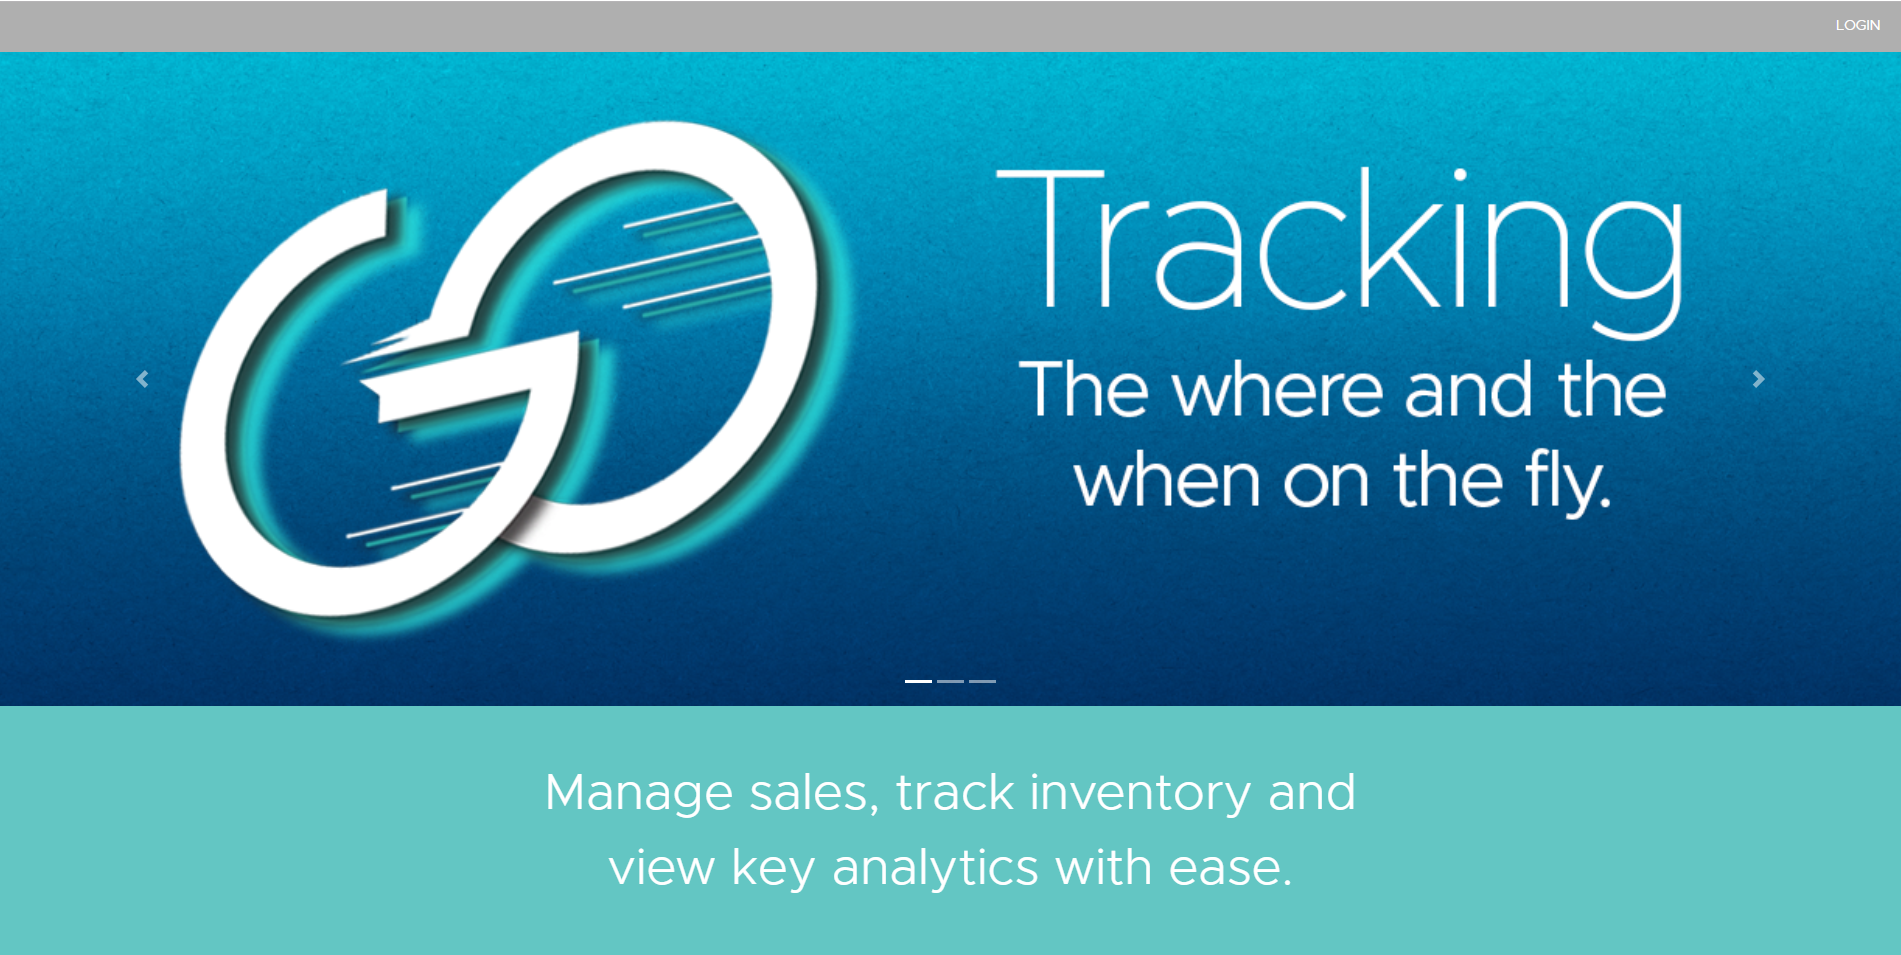 LOGIN
GO
Tracking
The where and the
when on the fly.
Manage sales, track inventory and
view key analytics with ease.